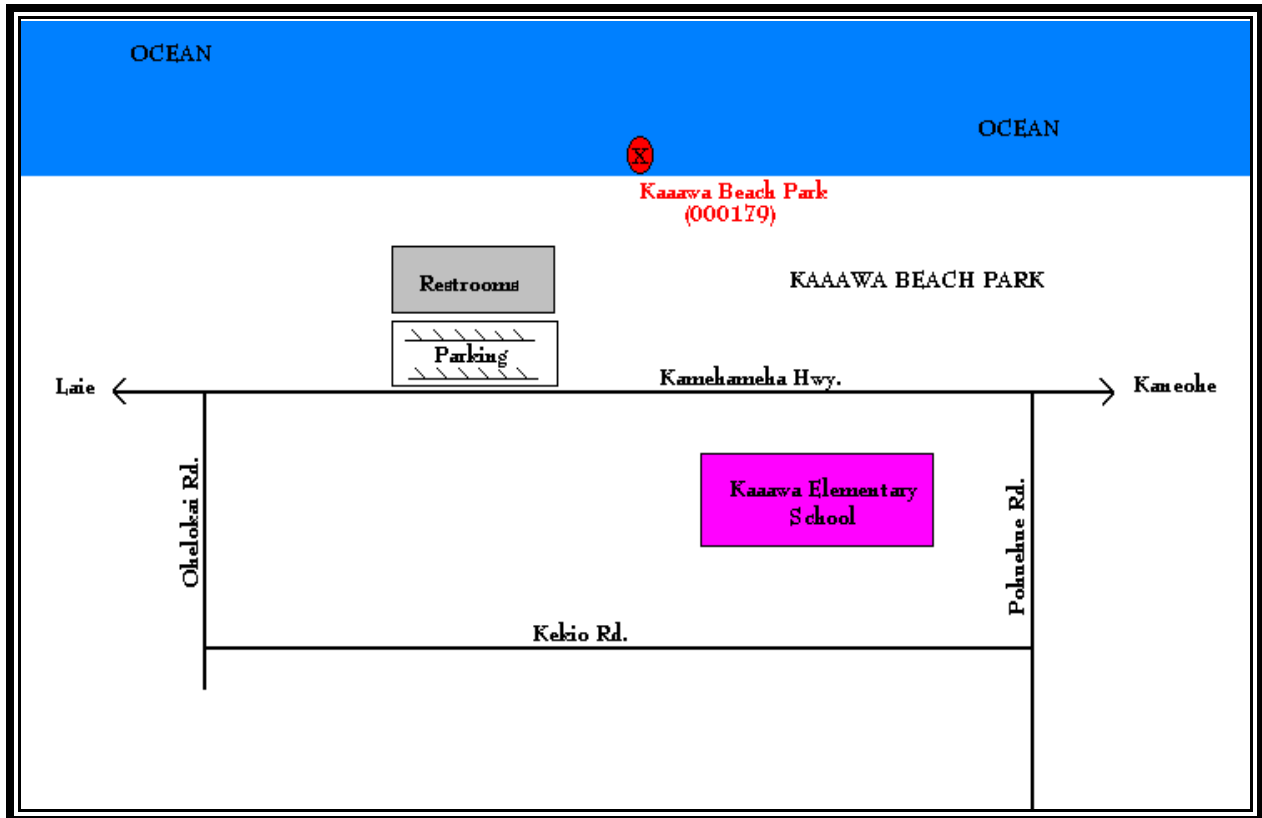 OCEAN
OCEAN
X
Kaaawa Beach Park
(000179)
Restrooms
KAAAWA BEACH PARK
Parking
Kamehameha Hwy.
Laie
Kaneohe
Ohelokai Rd.
Kaaawa Elementary
School
Pohuehue Rd.
Kekio Rd.